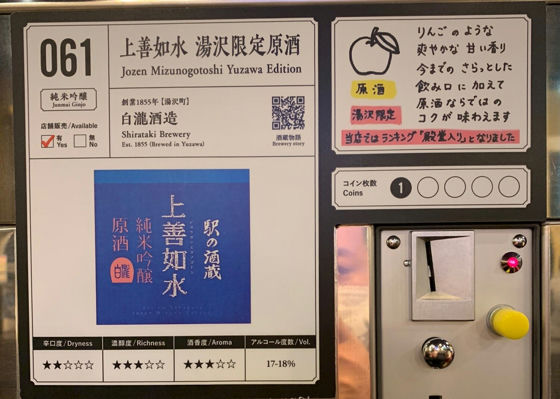 061
純米吟醸
Junmai Ginjo
店舗販売/Available
有
Yes
無
No
上善如水 湯沢限定原酒
Jozen Mizunogotoshi Yuzawa Edition
創業1855年【湯沢町】
白瀧酒造
Shirataki Brewery
Est. 1855 (Brewed in Yuzawa)
酒蔵物語
Brewery story
駅の酒蔵
上善如水
純米吟醸
原酒
白瀧
辛口度/Dryness
★★☆☆☆
濃醇度/Richness
★★★☆☆
酒香度/Aroma
★★★☆☆
アルコール度数/Vol.
17-18%
りんごのような
爽やかな 甘い香り
今までの さらっとした
飲み口に 加えて
原酒ならではの
コクが味わえます
原酒
湯沢限定
当店ではランキング「殿堂入り」となりました
コイン枚数
Coins
1